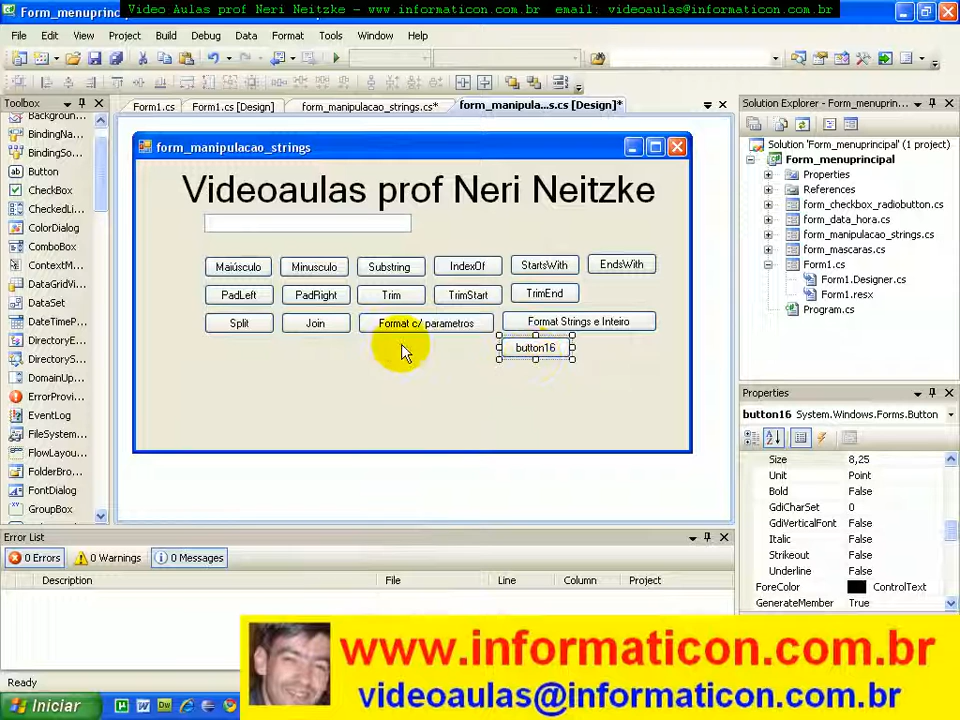 Form_menuprincip
Video Aulas prof Neri Neitzke – www.informaticon.com.br email: videoaulas@informaticon.com.br
File Edit View Project Build Debug Data Format Tools Window Help
Toolbox
Form1.cs Form1.cs [Design] form_manipulacao_strings.cs* form_manipula...s.cs [Design]*
Solution Explorer - Form_menuprin...
Backgroun...
BindingNa...
BindingSo...
Button
CheckBox
CheckedLi...
ColorDialog
ComboBox
ContextM...
DataGridV...
DataSet
DateTimeP...
DirectoryE...
DirectoryS...
DomainUp...
ErrorProvi...
EventLog
FileSystem...
FlowLayou...
FolderBro...
FontDialog
GroupBox
form_manipulacao_strings
Videoaulas prof Neri Neitzke
Maiúsculo Minusculo Substring IndexOf StartsWith EndsWith
PadLeft PadRight Trim TrimStart TrimEnd
Split Join Format c/ parametros Format Strings e Inteiro
button16
Solution 'Form_menuprincipal' (1 project)
Form_menuprincipal
Properties
References
form_checkbox_radiobutton.cs
form_data_hora.cs
form_manipulacao_strings.cs
form_mascaras.cs
Form1.cs
Form1.Designer.cs
Form1.resx
Program.cs
Properties
button16 System.Windows.Forms.Button
Size 8,25
Unit Point
Bold False
GdiCharSet 0
GdiVerticalFont False
Italic False
Strikeout False
Underline False
ForeColor ControlText
GenerateMember True
Error List
0 Errors 0 Warnings 0 Messages
Description File Line Column Project
Ready
Iniciar
www.informaticon.com.br
videoaulas@informaticon.com.br